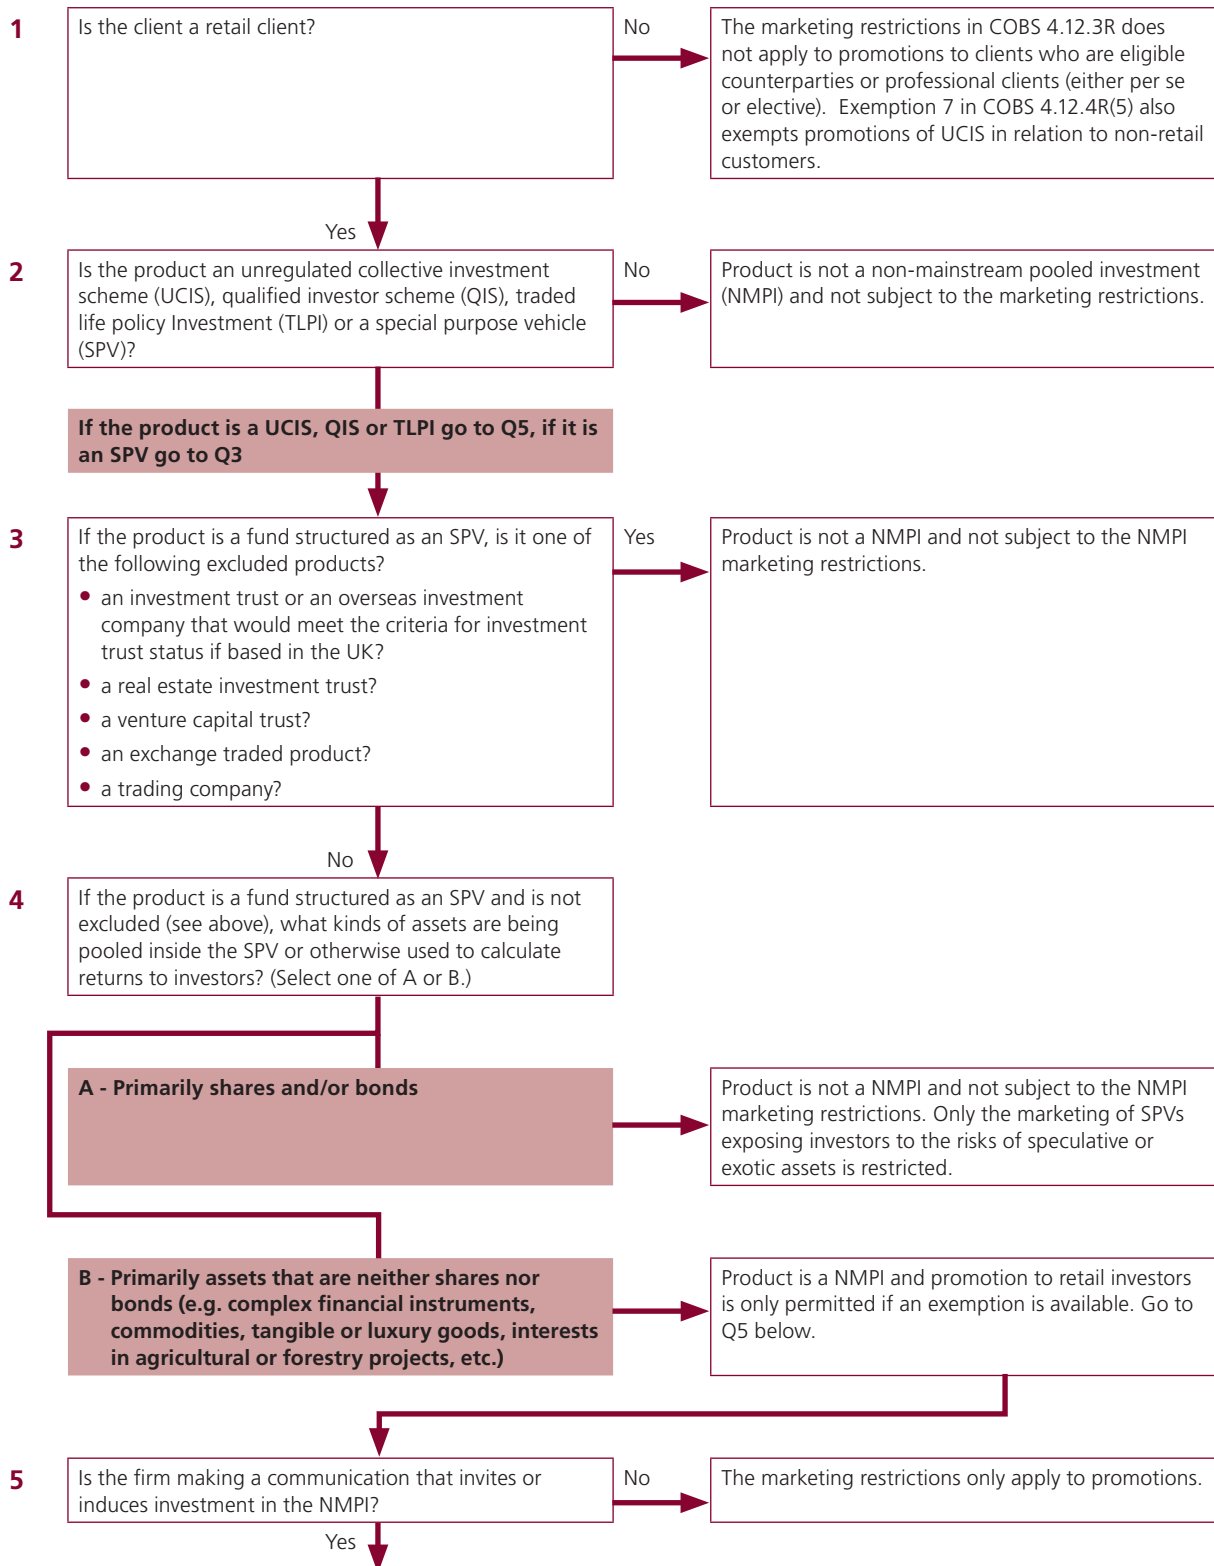 1
Is the client a retail client?
No
The marketing restrictions in COBS 4.12.3R does
not apply to promotions to clients who are eligible
counterparties or professional clients (either per se
or elective).  Exemption 7 in COBS 4.12.4R(5) also
exempts promotions of UCIS in relation to non-retail
customers.
Yes
2
Is the product an unregulated collective investment
scheme (UCIS), qualified investor scheme (QIS), traded
life policy Investment (TLPI) or a special purpose vehicle
(SPV)?
No
Product is not a non-mainstream pooled investment
(NMPI) and not subject to the marketing restrictions.
If the product is a UCIS, QIS or TLPI go to Q5, if it is
an SPV go to Q3
3
If the product is a fund structured as an SPV, is it one of
the following excluded products?
• an investment trust or an overseas investment
company that would meet the criteria for investment
trust status if based in the UK?
• a real estate investment trust?
• a venture capital trust?
• an exchange traded product?
• a trading company?
Yes
Product is not a NMPI and not subject to the NMPI
marketing restrictions.
No
4
If the product is a fund structured as an SPV and is not
excluded (see above), what kinds of assets are being
pooled inside the SPV or otherwise used to calculate
returns to investors? (Select one of A or B.)
A - Primarily shares and/or bonds
Product is not a NMPI and not subject to the NMPI
marketing restrictions. Only the marketing of SPVs
exposing investors to the risks of speculative or
exotic assets is restricted.
B - Primarily assets that are neither shares nor
bonds (e.g. complex financial instruments,
commodities, tangible or luxury goods, interests
in agricultural or forestry projects, etc.)
Product is a NMPI and promotion to retail investors
is only permitted if an exemption is available. Go to
Q5 below.
5
Is the firm making a communication that invites or
induces investment in the NMPI?
No
The marketing restrictions only apply to promotions.
Yes